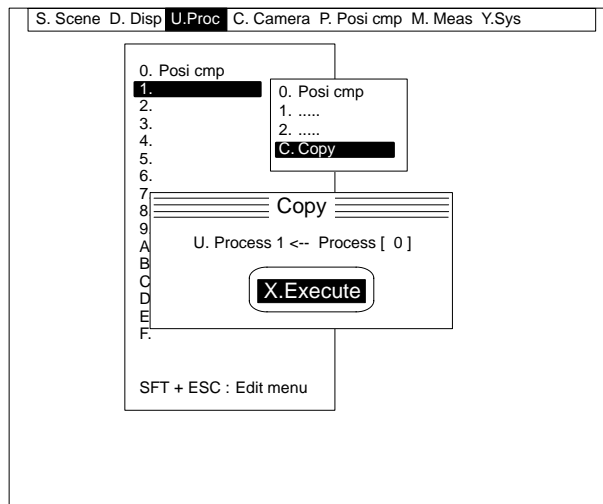 S. Scene D. Disp U.Proc C. Camera P. Posi cmp M. Meas Y.Sys
0. Posi cmp
1.
2.
3.
4.
5.
6.
7
8
9
A
B
C
D
E
F.
SFT + ESC : Edit menu
0. Posi cmp
1. .....
2. .....
C. Copy
Copy
U. Process 1 <-- Process [ 0 ]
X.Execute